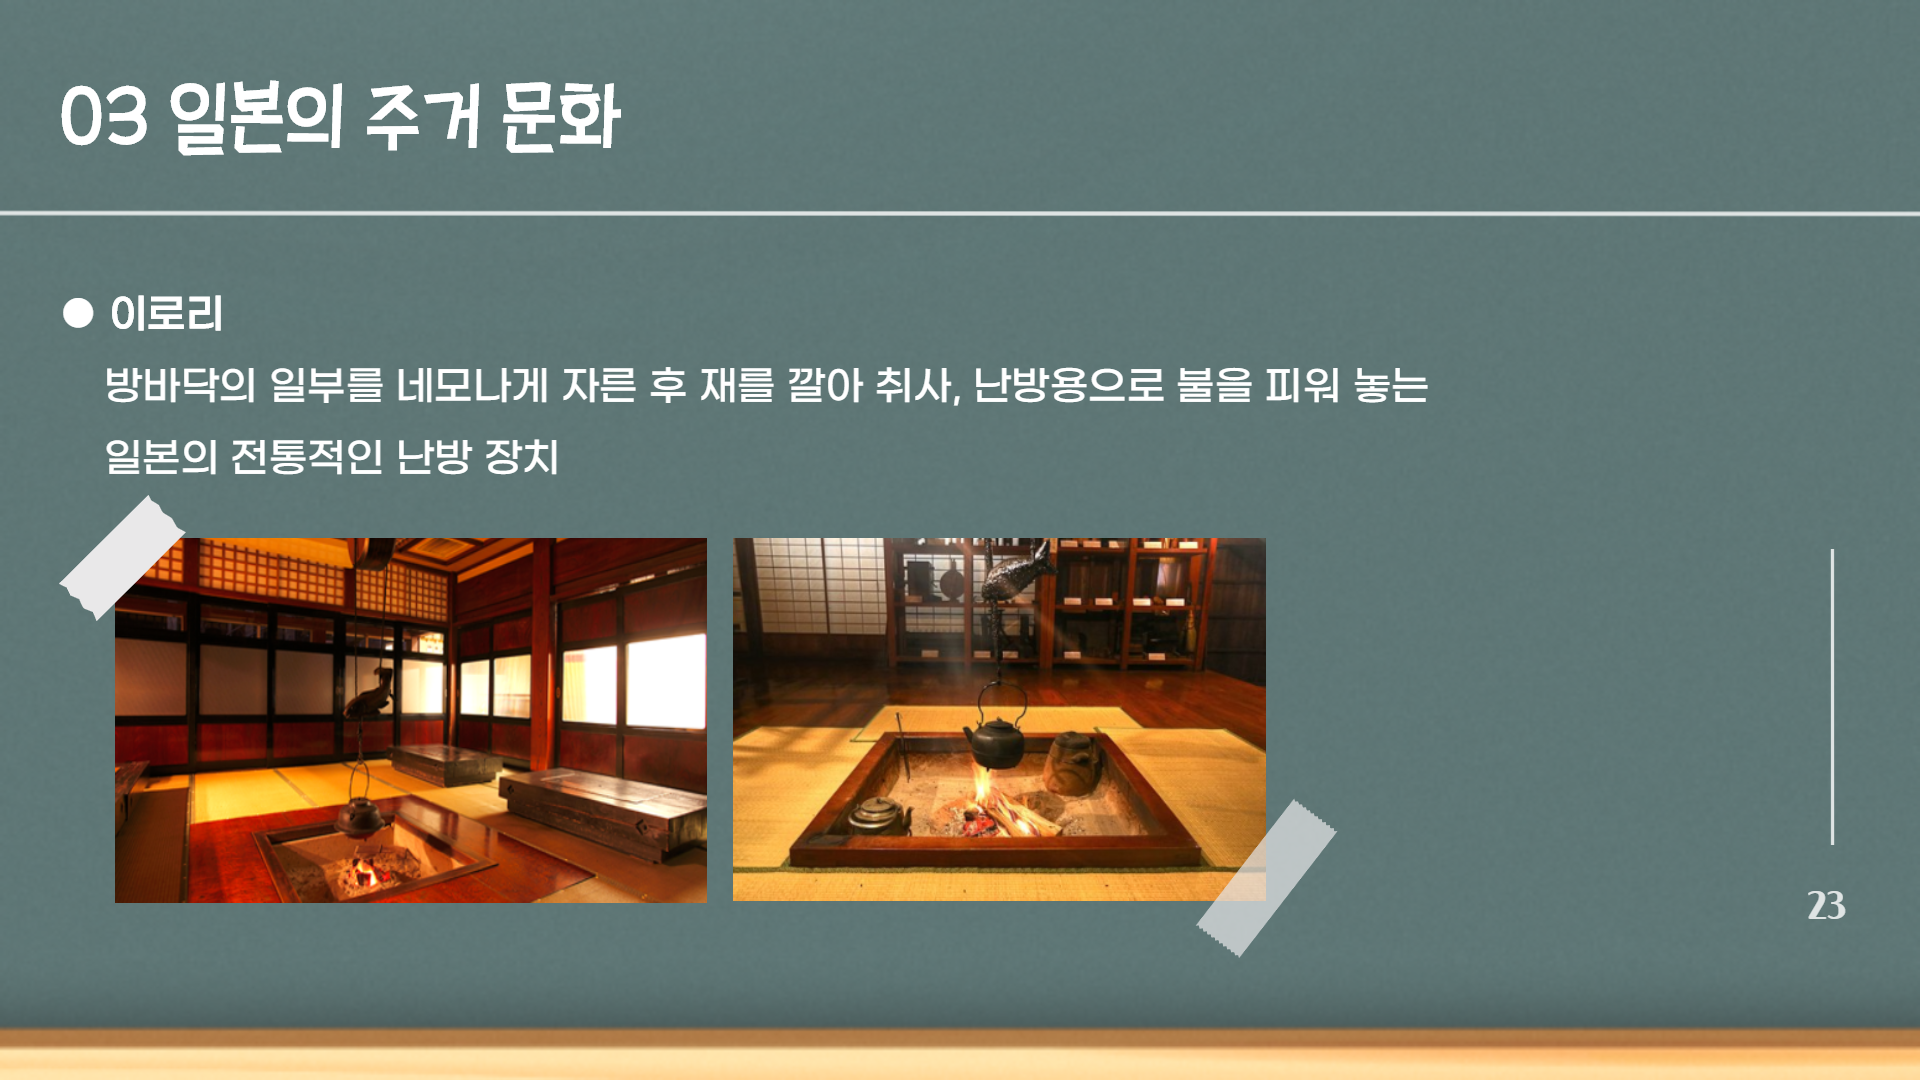 03 일본의 주거 문화
● 이로리
방바닥의 일부를 네모나게 자른 후 재를 깔아 취사, 난방용으로 불을 피워 놓는
일본의 전통적인 난방 장치
23